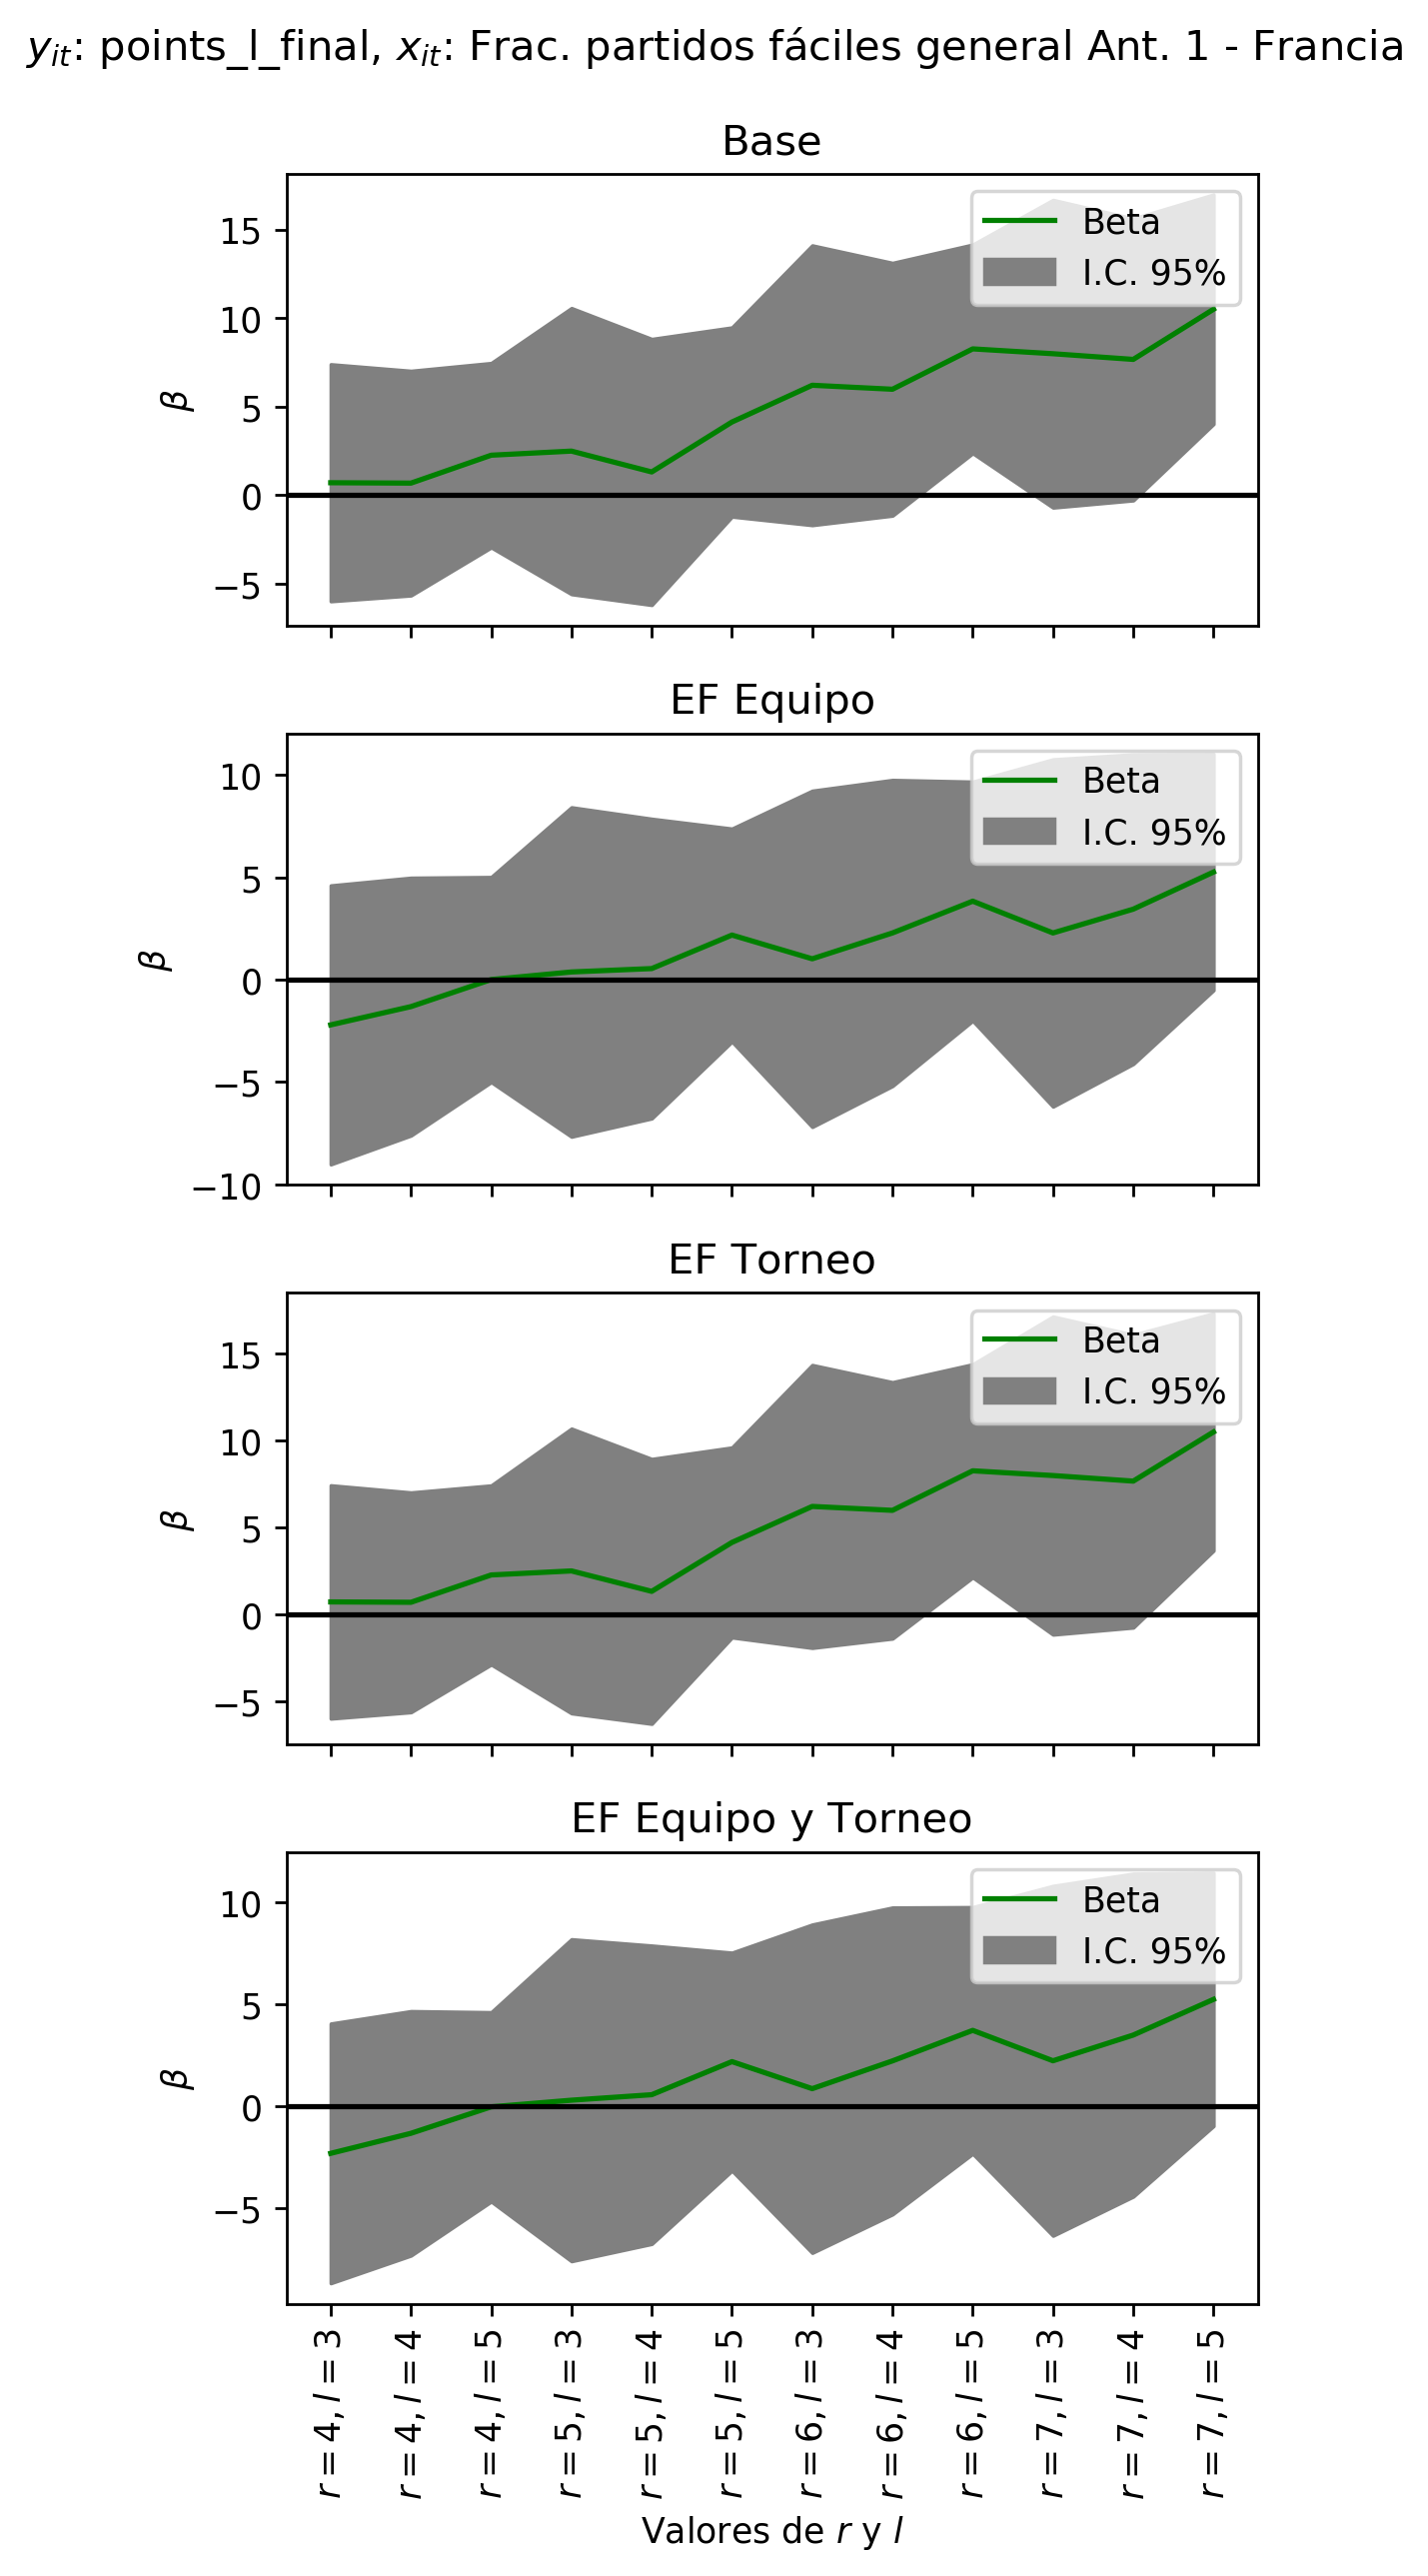 y_it: points_l_final, x_it: Frac. partidos fáciles general Ant. 1 - Francia
Base
Beta
I.C. 95%
15
10
5
0
−5
β
EF Equipo
Beta
I.C. 95%
10
5
0
−5
−10
β
EF Torneo
Beta
I.C. 95%
15
10
5
0
−5
β
EF Equipo y Torneo
Beta
I.C. 95%
10
5
0
−5
β
r = 4, l = 3
r = 4, l = 4
r = 4, l = 5
r = 5, l = 3
r = 5, l = 4
r = 5, l = 5
r = 6, l = 3
r = 6, l = 4
r = 6, l = 5
r = 7, l = 3
r = 7, l = 4
r = 7, l = 5
Valores de r y l